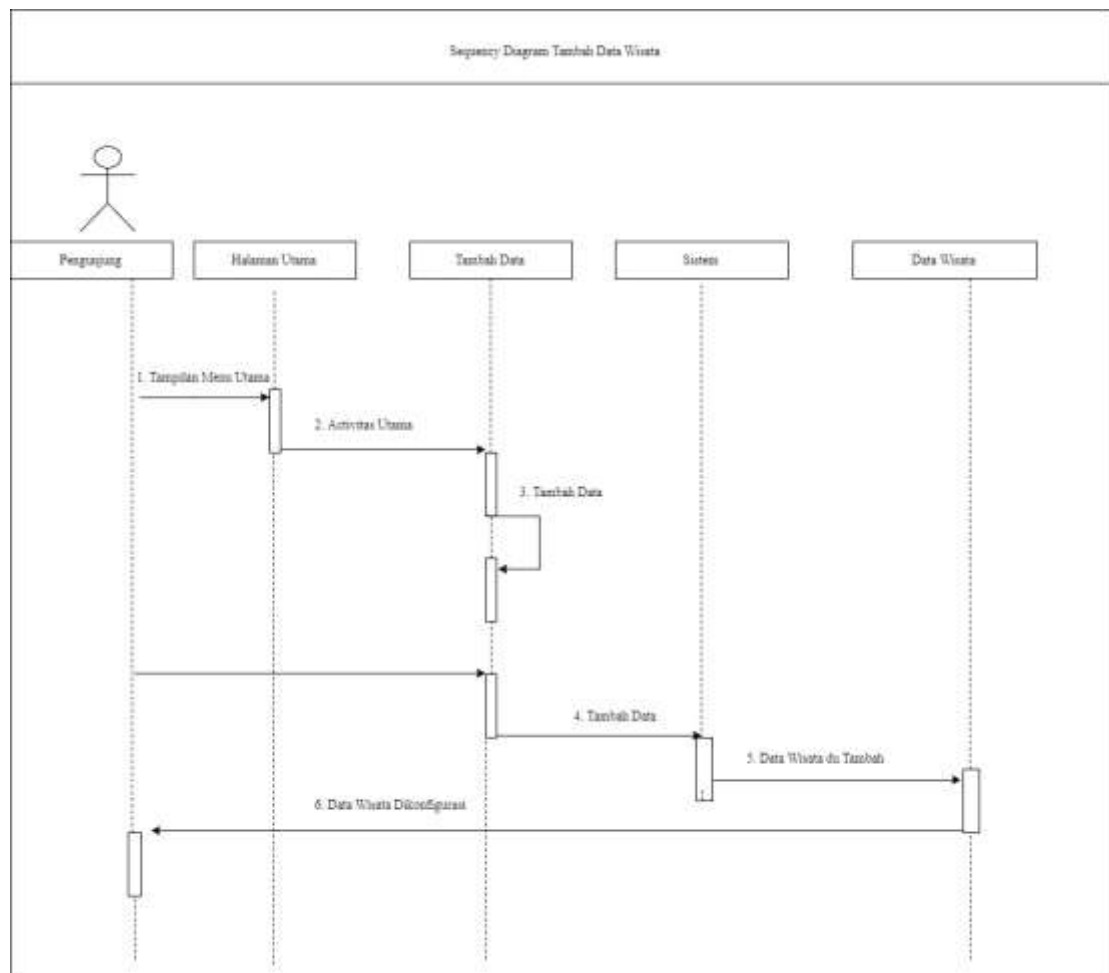 Sequency Diagram Tambah Data Wisata
Pengunjung
Halaman Utama
Tambah Data
Sistem
Data Wisata
1. Tampilan Menu Utama
2. Activitas Utama
3. Tambah Data
4. Tambah Data
5. Data Wisata du Tambah
6. Data Wisata Dikonfigurasi